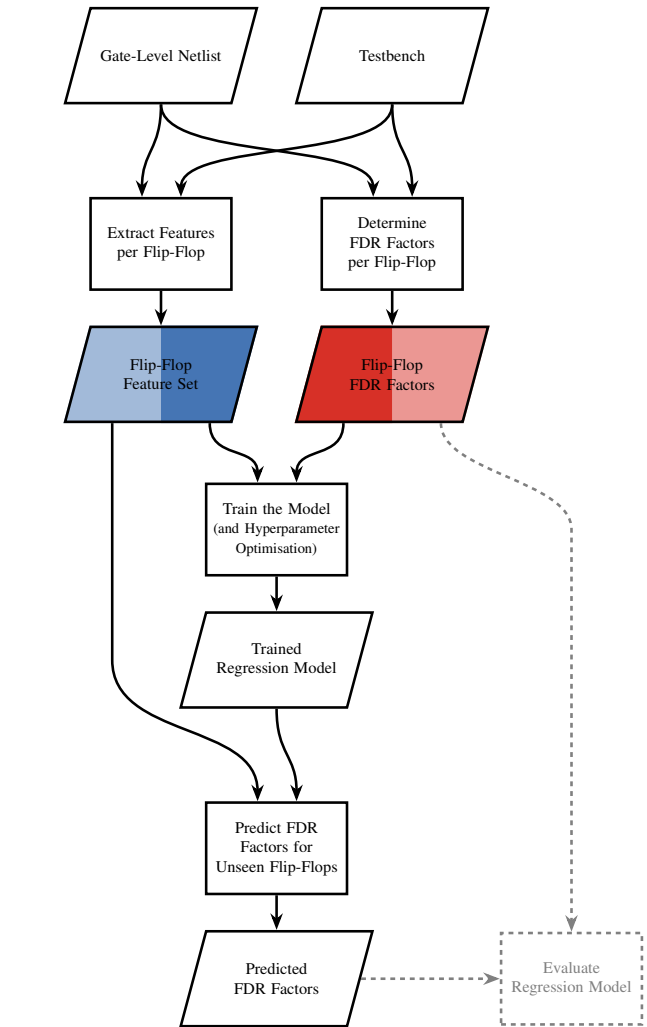 Gate-Level Netlist
Testbench
Extract Features
per Flip-Flop
Determine
FDR Factors
per Flip-Flop
Flip-Flop
Feature Set
Flip-Flop
FDR Factors
Train the Model
(and Hyperparameter
Optimisation)
Trained
Regression Model
Predict FDR
Factors for
Unseen Flip-Flops
Predicted
FDR Factors
Evaluate
Regression Model